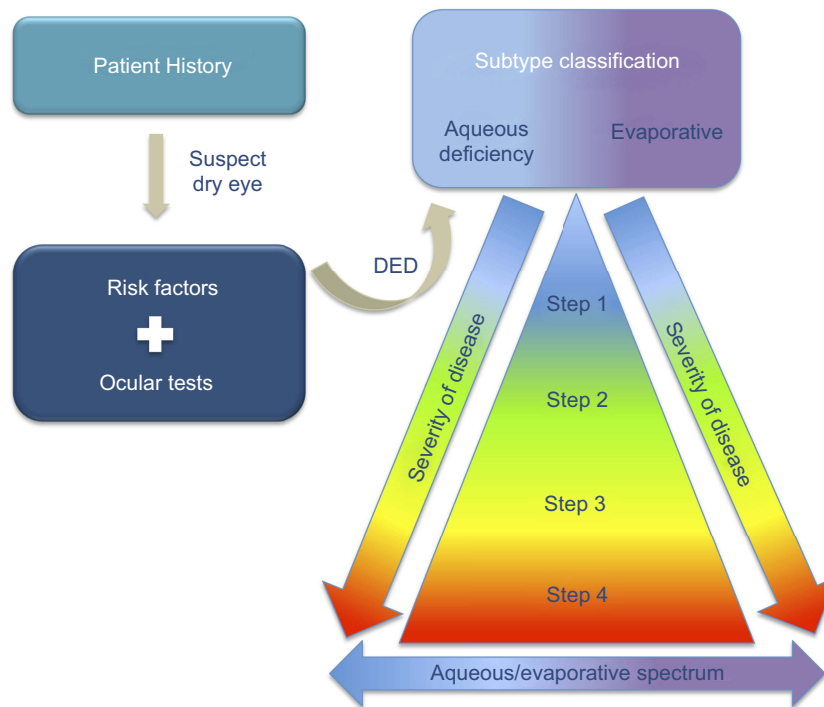 Patient History
Suspect
dry eye
Risk factors
Ocular tests
DED
Subtype classification
Aqueous
deficiency
Evaporative
Severity of disease
Step 1
Step 2
Step 3
Step 4
Severity of disease
Aqueous/evaporative spectrum